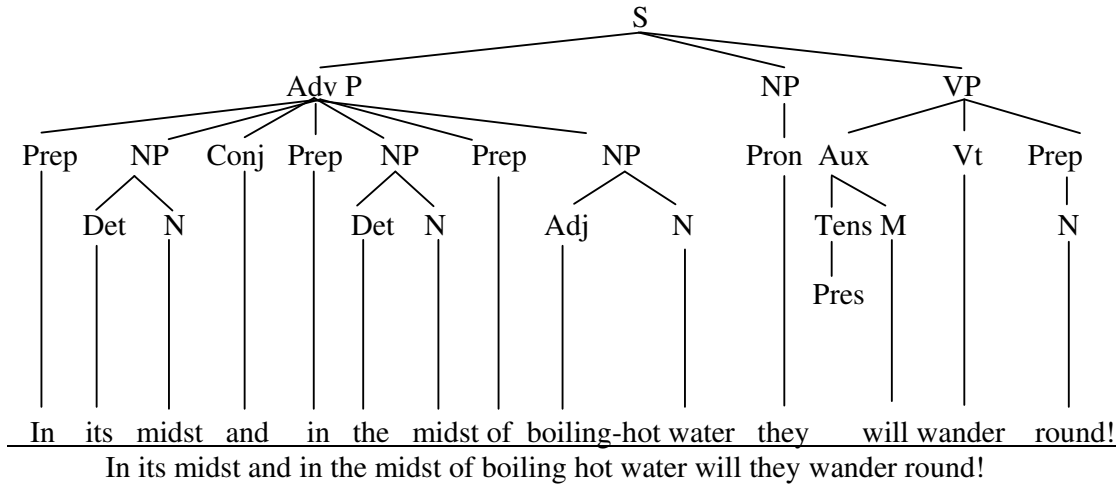 S
Adv P NP VP
Prep NP Conj Prep NP Prep NP Pron Aux Vt Prep
Det N Det N Adj N Tens M N
Pres
In its midst and in the midst of boiling-hot water they will wander round!
In its midst and in the midst of boiling hot water will they wander round!